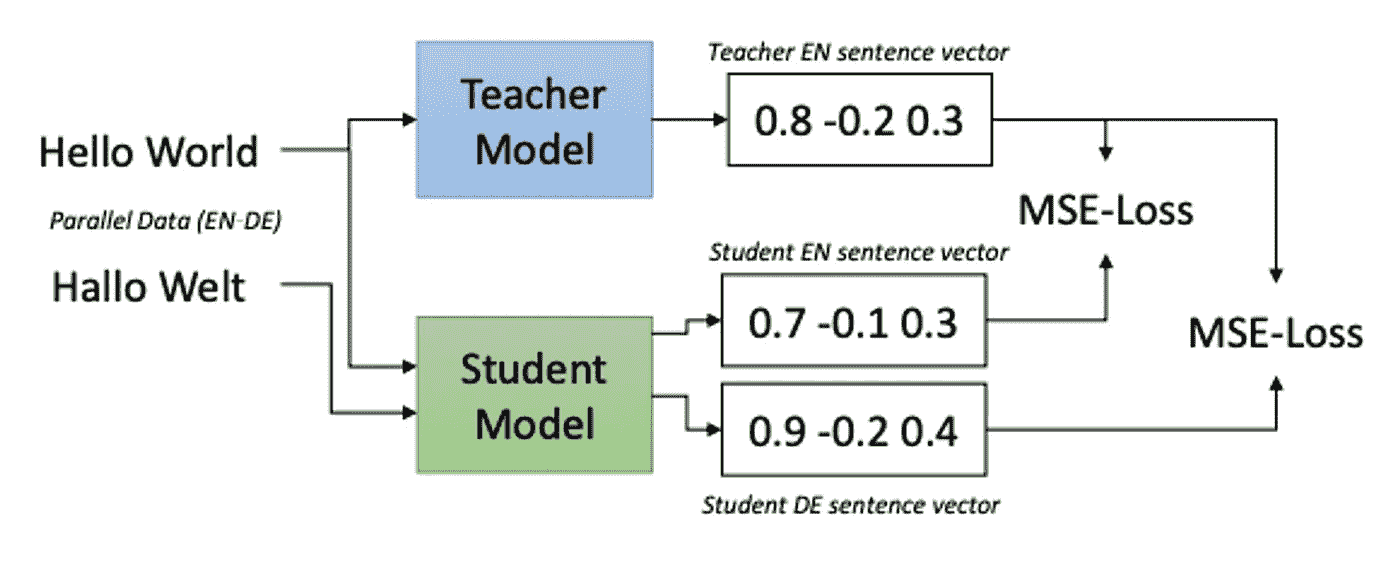 Teacher EN sentence vector
Teacher
Model
0.8 -0.2 0.3
Hello World
Parallel Data (EN-DE)
MSE-Loss
Student EN sentence vector
Hallo Welt
0.7 -0.1 0.3
MSE-Loss
Student
Model
0.9 -0.2 0.4
Student DE sentence vector